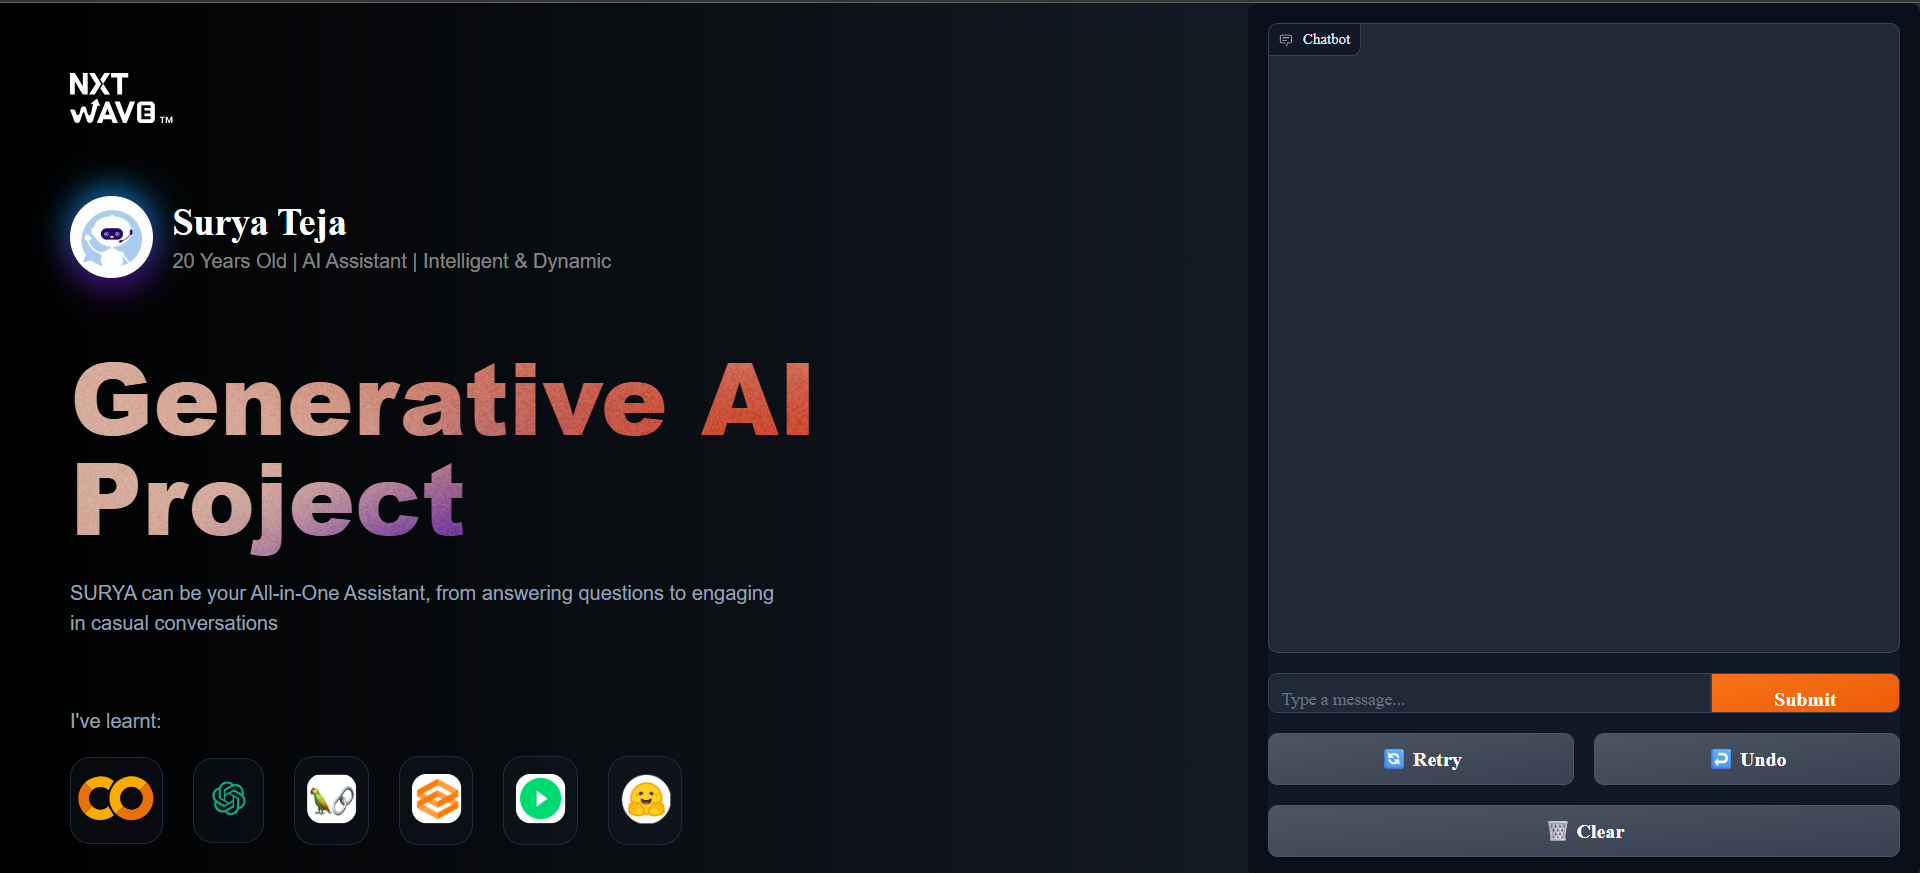 NXT
WAVE TM
Surya Teja
20 Years Old | AI Assistant | Intelligent & Dynamic
Generative AI
Project
SURYA can be your All-in-One Assistant, from answering questions to engaging
in casual conversations
I've learnt:
Chatbot
Type a message...
Submit
Retry
Undo
Clear